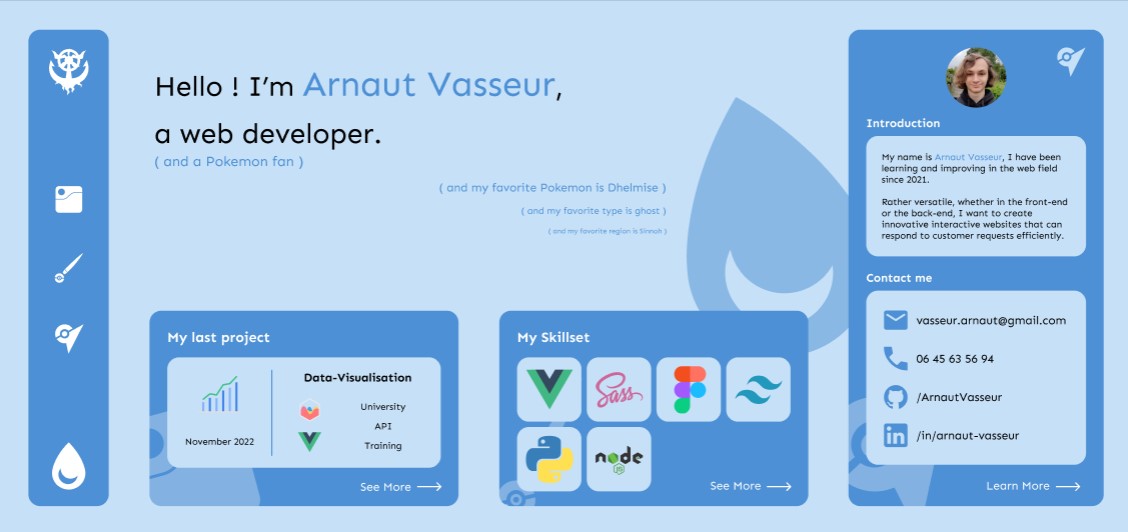 Hello ! I'm Arnaut Vasseur,
a web developer.
( and a Pokemon fan )
( and my favorite Pokemon is Dhelmise )
( and my favorite type is ghost )
( and my favorite region is Sinnoh )
My last project
November 2022
Data-Visualisation
University
API
Training
See More
My Skillset
Sass
node
JS
See More
Introduction
My name is Arnaut Vasseur, I have been
learning and improving in the web field
since 2021.
Rather versatile, whether in the front-end
or the back-end, I want to create
innovative interactive websites that can
respond to customer requests efficiently.
Contact me
vasseur.arnaut@gmail.com
06 45 63 56 94
/ArnautVasseur
in
/in/arnaut-vasseur
Learn More